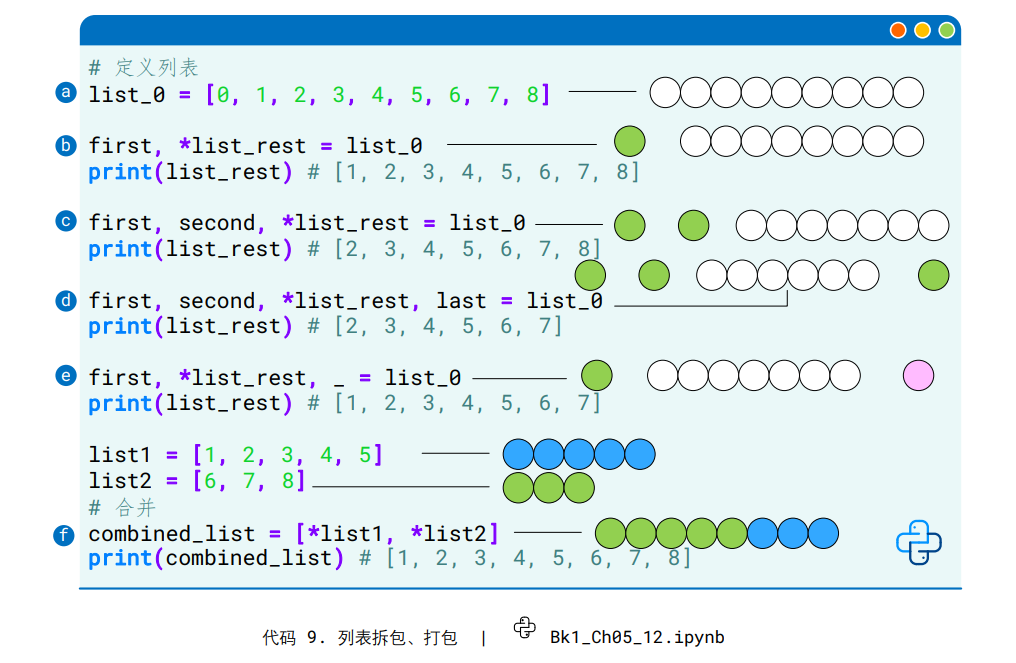 # 定义列表
a list_0 = [0, 1, 2, 3, 4, 5, 6, 7, 8]
b first, *list_rest = list_0
print(list_rest) # [1, 2, 3, 4, 5, 6, 7, 8]
c first, second, *list_rest = list_0
print(list_rest) # [2, 3, 4, 5, 6, 7, 8]
d first, second, *list_rest, last = list_0
print(list_rest) # [2, 3, 4, 5, 6, 7]
e first, *list_rest, _ = list_0
print(list_rest) # [1, 2, 3, 4, 5, 6, 7]
list1 = [1, 2, 3, 4, 5]
list2 = [6, 7, 8]
# 合并
f combined_list = [*list1, *list2]
print(combined_list) # [1, 2, 3, 4, 5, 6, 7, 8]
代码 9. 列表拆包、打包 | Bk1_Ch05_12.ipynb